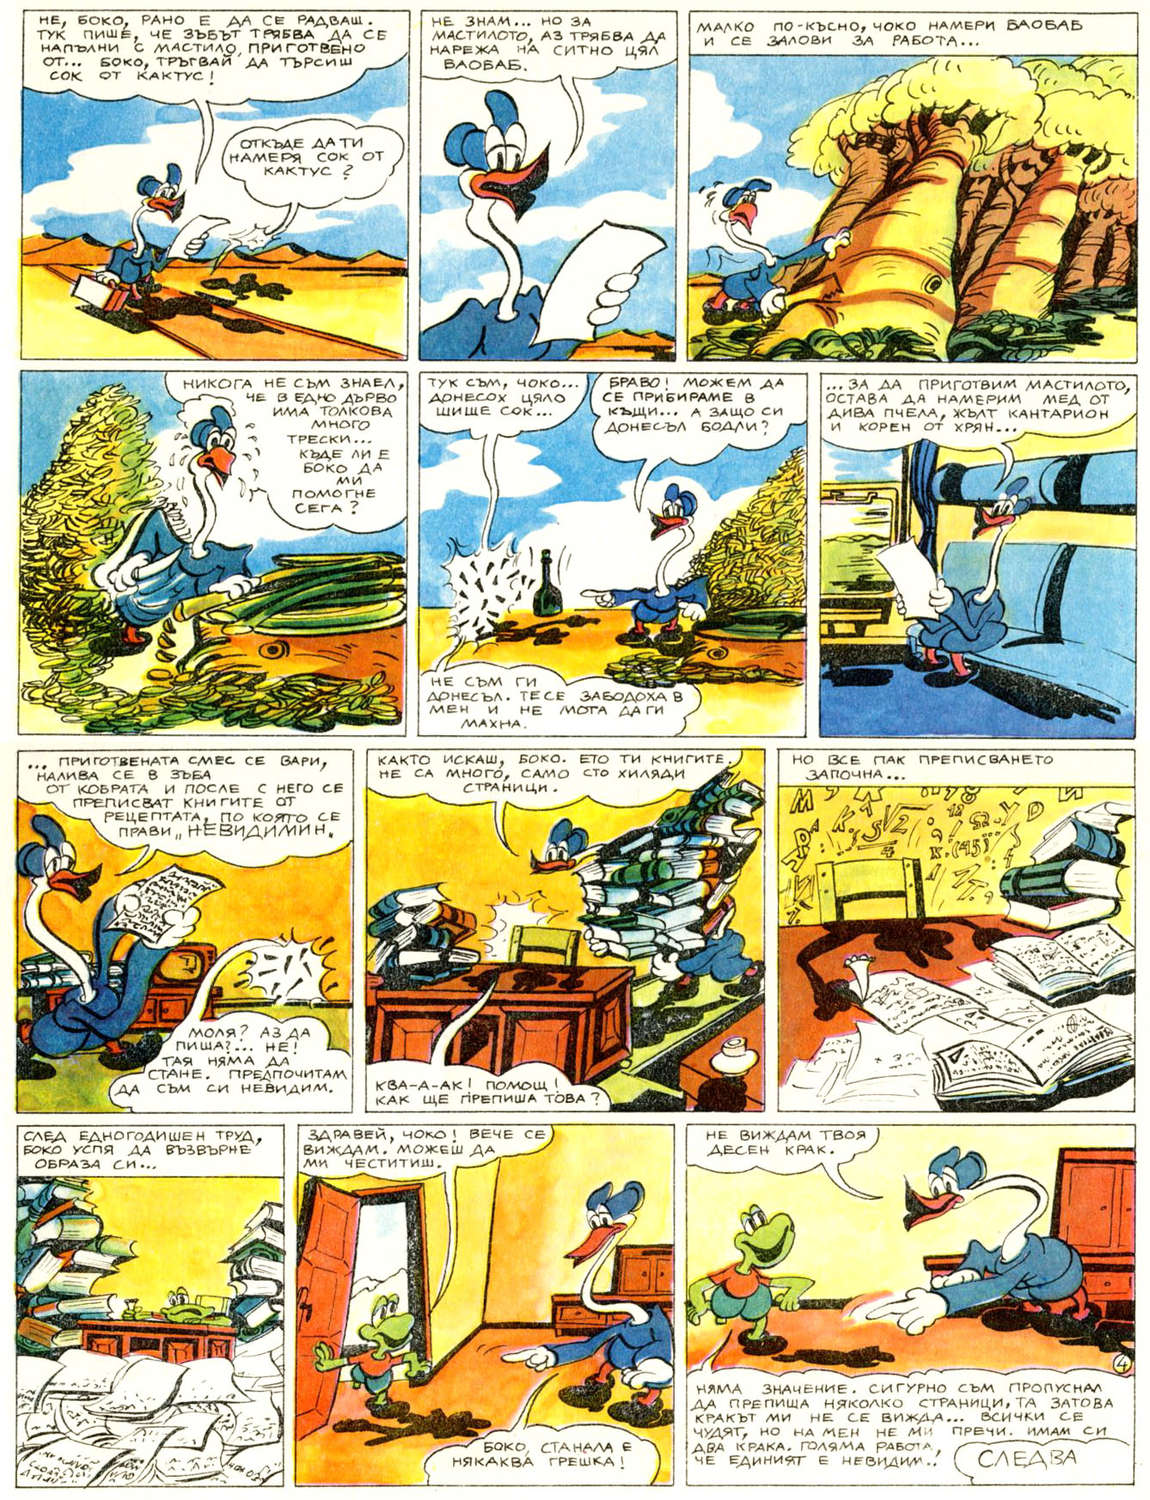 НЕ, БОКО, РАНО Е ДА СЕ РАДВАШ.
ТУК ПИШЕ, ЧЕ ЗЪБЪТ ТРЯБВА ДА СЕ
НАПЪЛНИ С МАСТИЛО, ПРИГОТВЕНО
ОТ... БОКО, ТРЪГВАЙ ДА ТЪРСИШ
СОК ОТ КАКТУС!
ОТКЪДЕ ДА ТИ
НАМЕРЯ СОК ОТ
КАКТУС?
НЕ ЗНАМ... НО ЗА
МАСТИЛОТО, АЗ ТРЯБВА ДА
НАРЕЖА НА СИТНО ЦЯЛ
БАОБАБ.
МАЛКО ПО-КЪСНО, ЧОКО НАМЕРИ БАОБАБ
И СЕ ЗАЛОВИ ЗА РАБОТА...
НИКОГА НЕ СЪМ ЗНАЕЛ,
ЧЕ В ЕДНО ДЪРВО
ИМА ТОЛКОВА
МНОГО
ТРЕСКИ...
КЪДЕ ЛИ Е
БОКО ДА
МИ
ПОМОГНЕ
СЕГА?
ТУК СЪМ, ЧОКО...
ДОНЕСОХ ЦЯЛО
ШИШЕ СОК...
БРАВО! МОЖЕМ ДА
СЕ ПРИБИРАМЕ В
КЪЩИ... А ЗАЩО СИ
ДОНЕСЪЛ БОДЛИ?
НЕ СЪМ ГИ
ДОНЕСЪЛ. ТЕ СЕ ЗАБОДОХА В
МЕН И НЕ МОГА ДА ГИ
МАХНА.
...ЗА ДА ПРИГОТВИМ МАСТИЛОТО,
ОСТАВА ДА НАМЕРИМ МЕД ОТ
ДИВА ПЧЕЛА, ЖЪЛТ КАНТАРИОН
И КОРЕН ОТ ХРЯН...
... ПРИГОТВЕНАТА СМЕС СЕ ВАРИ,
НАЛИВА СЕ В ЗЪБА
ОТ КОБРАТА И ПОСЛЕ С НЕГО СЕ
ПРЕПИСВАТ КНИГИТЕ ОТ
РЕЦЕПТАТА, ПО КОЯТО СЕ
ПРАВИ „НЕВИДИМИН".
МОЛЯ? АЗ ДА
ПИША?... НЕ!
ТАЯ НЯМА ДА
СТАНЕ. ПРЕДПОЧИТАМ
ДА СЪМ СИ НЕВИДИМ.
КАКТО ИСКАШ, БОКО. ЕТО ТИ КНИГИТЕ.
НЕ СА МНОГО, САМО СТО ХИЛЯДИ
СТРАНИЦИ.
КВА-А-АК! ПОМОЩ!
КАК ЩЕ ПРЕПИША ТОВА?
НО ВСЕ ПАК ПРЕПИСВАНЕТО
ЗАПОЧНА...
СЛЕД ЕДНОГОДИШЕН ТРУД,
БОКО УСПЯ ДА ВЪЗВЪРНЕ
ОБРАЗА СИ...
ЗДРАВЕЙ, ЧОКО! ВЕЧЕ СЕ
ВИЖДАМ. МОЖЕШ ДА
МИ ЧЕСТИТИШ.
БОКО, СТАНАЛА Е
НЯКАКВА ГРЕШКА!
НЕ ВИЖДАМ ТВОЯ
ДЕСЕН КРАК.
4
НЯМА ЗНАЧЕНИЕ. СИГУРНО СЪМ ПРОПУСНАЛ
ДА ПРЕПИША НЯКОЛКО СТРАНИЦИ, ТА ЗАТОВА
КРАКЪТ МИ НЕ СЕ ВИЖДА... ВСИЧКИ СЕ
ЧУДЯТ, НО НА МЕН НЕ МИ ПРЕЧИ. ИМАМ СИ
ДВА КРАКА. ГОЛЯМА РАБОТА,
ЧЕ ЕДИНИЯТ Е НЕВИДИМ..
СЛЕДВА